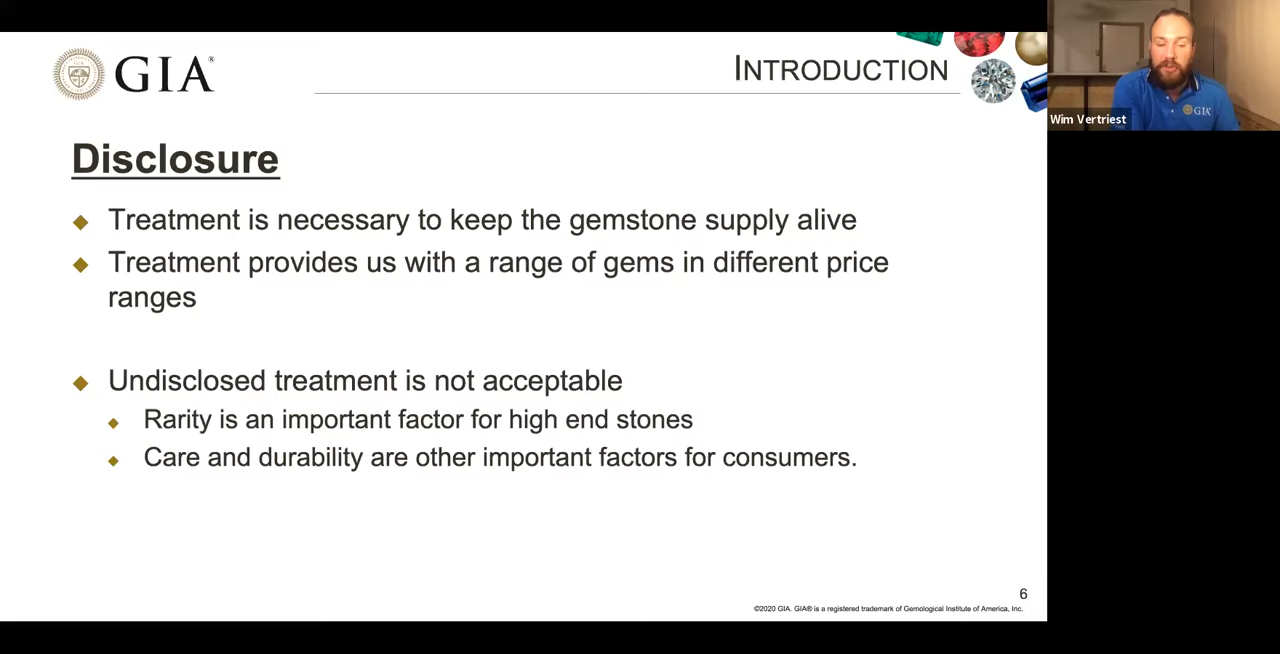 GIA®
INTRODUCTION
Wim Vertriest
GIA
Disclosure
Treatment is necessary to keep the gemstone supply alive
Treatment provides us with a range of gems in different price
ranges
Undisclosed treatment is not acceptable
Rarity is an important factor for high end stones
Care and durability are other important factors for consumers.
6
©2020 GIA. GIA® is a registered trademark of Gemological Institute of America, Inc.